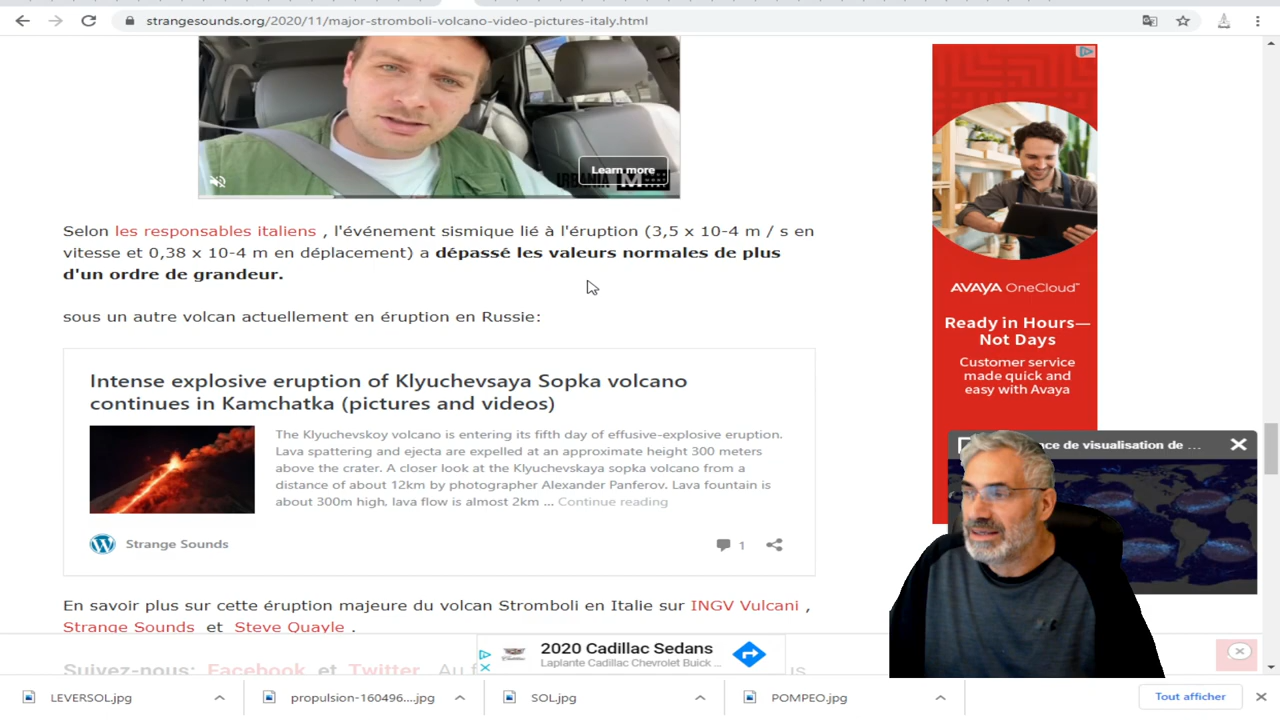 strangesounds.org/2020/11/major-stromboli-volcano-video-pictures-italy.html
Learn more
Selon les responsables italiens , l'événement sismique lié à l'éruption (3,5 x 10-4 m / s en
vitesse et 0,38 x 10-4 m en déplacement) a dépassé les valeurs normales de plus
d'un ordre de grandeur.
sous un autre volcan actuellement en éruption en Russie:
Intense explosive eruption of Klyuchevsaya Sopka volcano
continues in Kamchatka (pictures and videos)
The Klyuchevskoy volcano is entering its fifth day of effusive-explosive eruption.
Lava spattering and ejecta are expelled at an approximate height 300 meters
above the crater. A closer look at the Klyuchevskaya sopka volcano from a
distance of about 12km by photographer Alexander Panferov. Lava fountain is
about 300m high, lava flow is almost 2km ... Continue reading
Strange Sounds
1
En savoir plus sur cette éruption majeure du volcan Stromboli en Italie sur INGV Vulcani ,
Strange Sounds et Steve Quayle .
Suivez-nous: Facebook et Twitter. Au
AVAYA OneCloud™
Ready in Hours—
Not Days
Customer service
made quick and
easy with Avaya
de visualisation de ...
2020 Cadillac Sedans
Laplante Cadillac Chevrolet Buick ...
LEVERSOL.jpg
propulsion-160496....jpg
SOL.jpg
POMPEO.jpg
Tout afficher